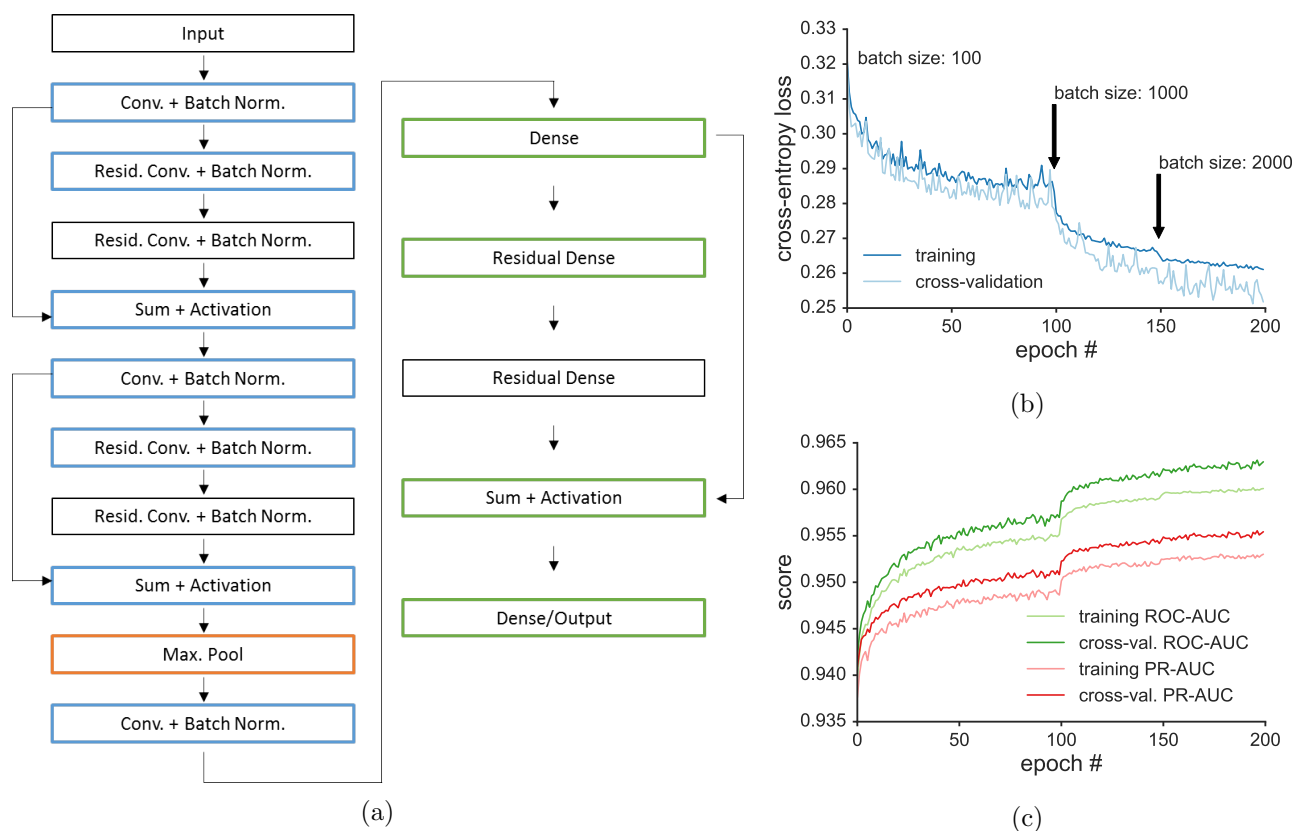 Input
Conv. + Batch Norm.
Resid. Conv. + Batch Norm.
Resid. Conv. + Batch Norm.
Sum + Activation
Conv. + Batch Norm.
Resid. Conv. + Batch Norm.
Resid. Conv. + Batch Norm.
Sum + Activation
Max. Pool
Conv. + Batch Norm.
Dense
Residual Dense
Residual Dense
Sum + Activation
Dense/Output
(a)
cross-entropy loss
0.33
0.32
0.31
0.30
0.29
0.28
0.27
0.26
0.25
batch size: 100
batch size: 1000
batch size: 2000
training
cross-validation
0
50
100
150
200
epoch #
(b)
score
0.965
0.960
0.955
0.950
0.945
0.940
0.935
training ROC-AUC
cross-val. ROC-AUC
training PR-AUC
cross-val. PR-AUC
0
50
100
150
200
epoch #
(c)